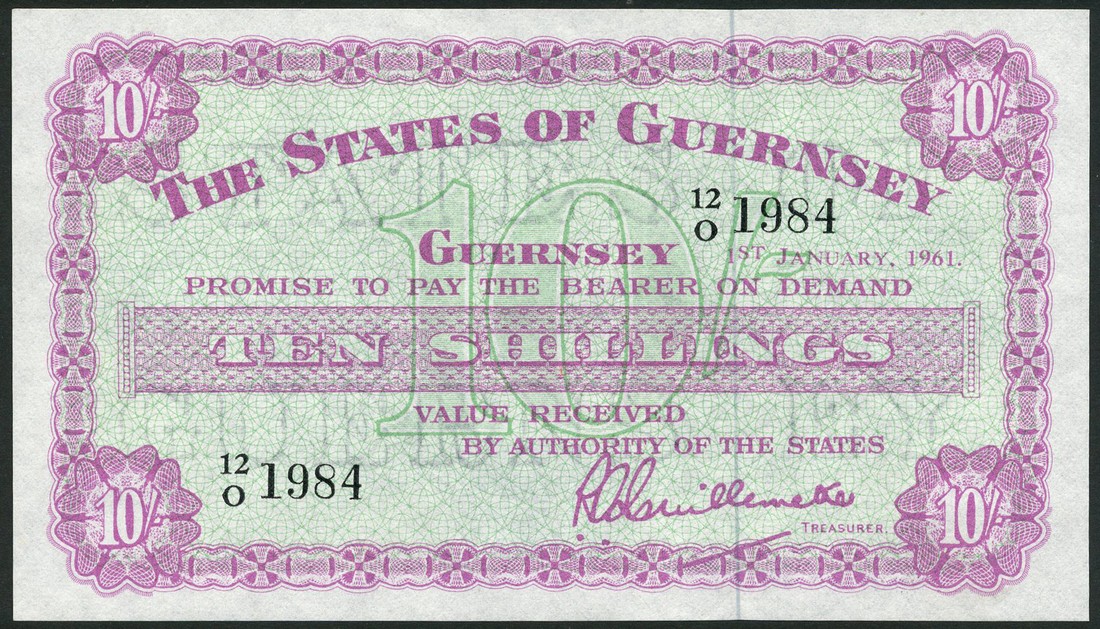 10/-
10/-
THE STATES OF GUERNSEY
12/O 1984
GUERNSEY
1ST JANUARY, 1961.
PROMISE TO PAY THE BEARER ON DEMAND
TEN SHILLINGS
10/-
VALUE RECEIVED
BY AUTHORITY OF THE STATES
12/O 1984
TREASURER.
10/-
10/-